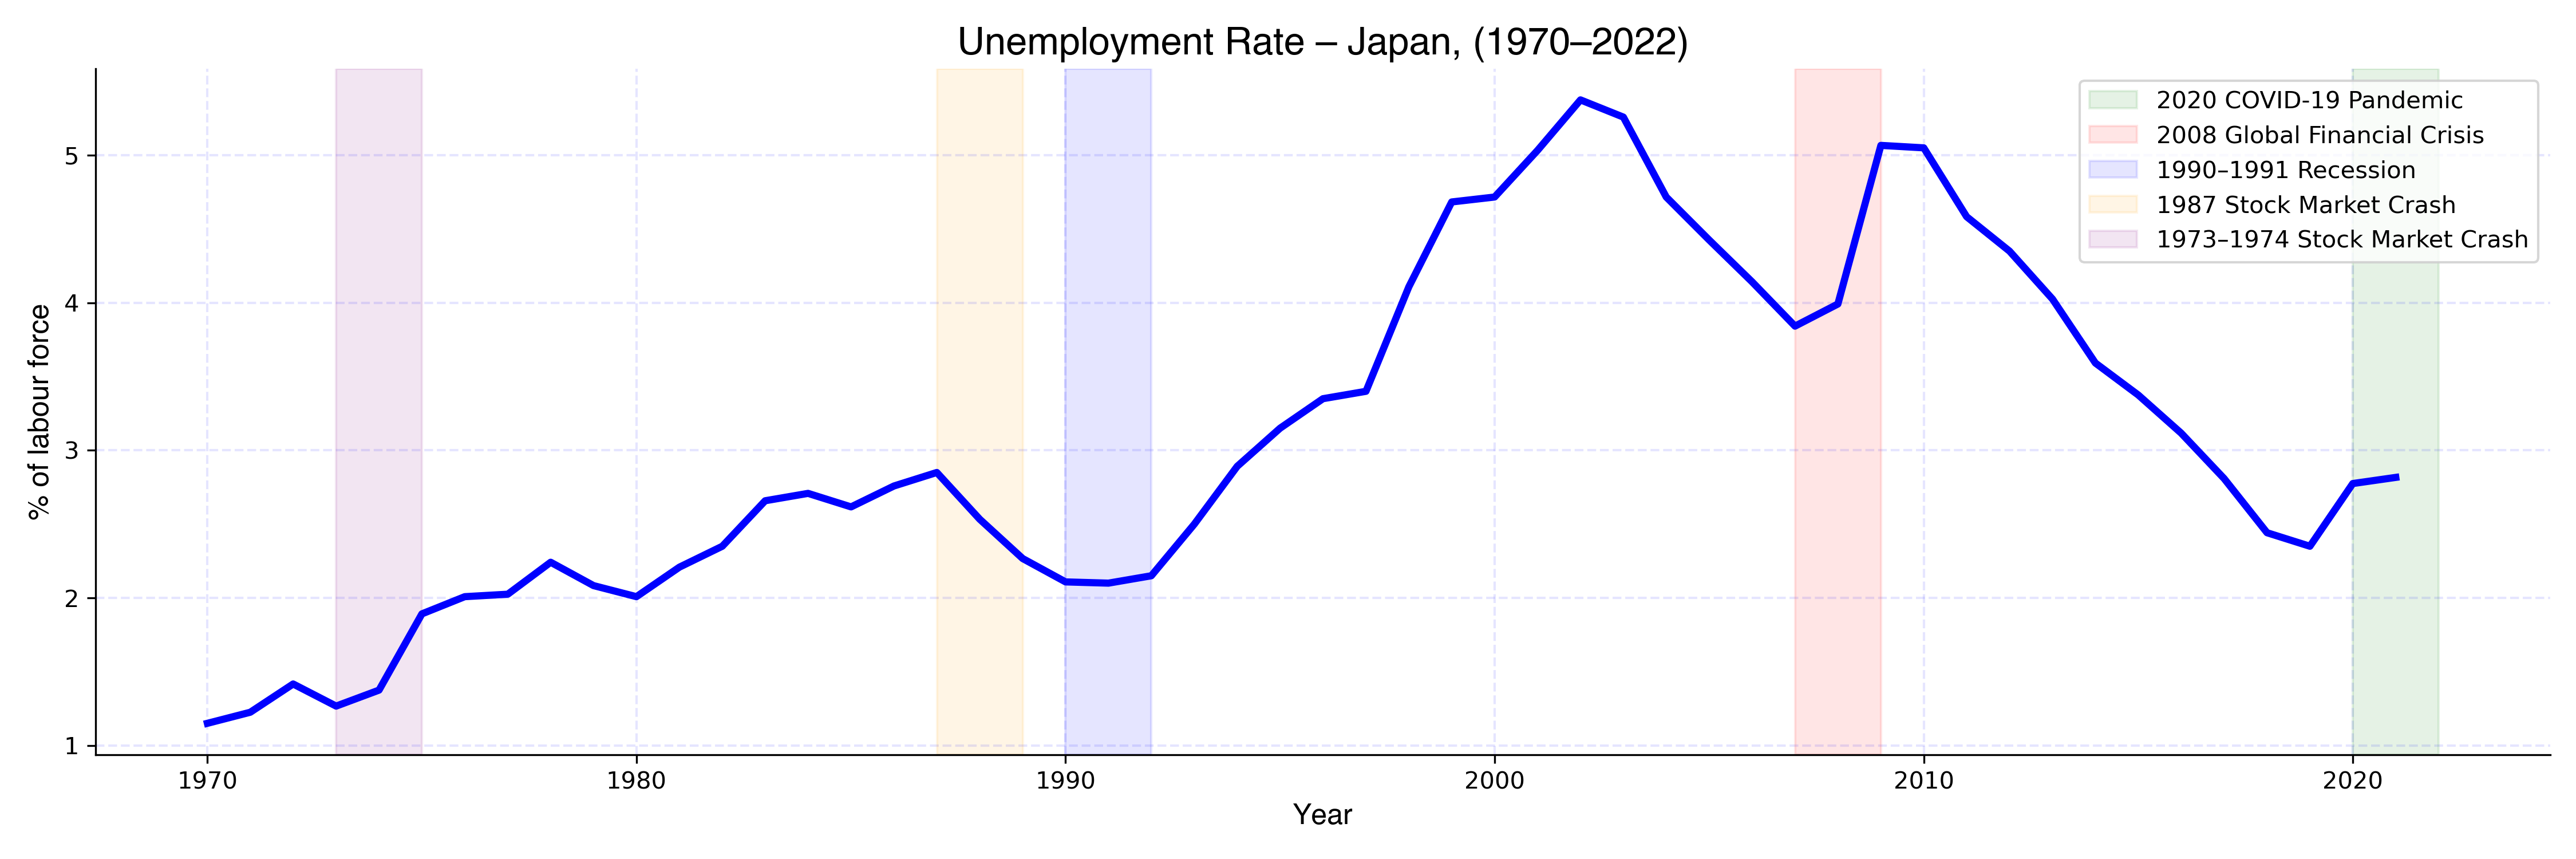 Unemployment Rate – Japan, (1970–2022)
2020 COVID-19 Pandemic
2008 Global Financial Crisis
1990–1991 Recession
1987 Stock Market Crash
1973–1974 Stock Market Crash
% of labour force
5
4
3
2
1
1970 1980 1990 2000 2010 2020
Year